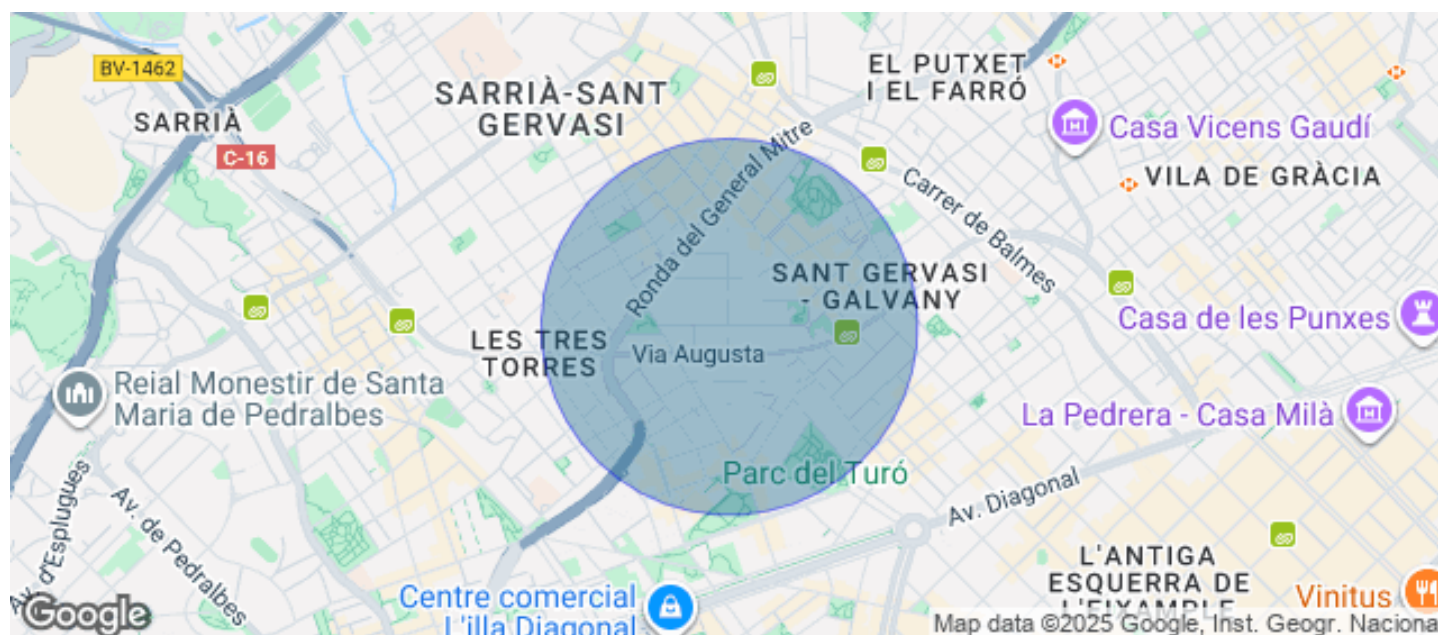 BV-1462
SARRIÀ
C-16
SARRIÀ-SANT
GERVASI
EL PUTXET
I EL FARRÓ
Casa Vicens Gaudí
VILA DE GRÀCIA
Ronda del General Mitre
Carrer de Balmes
SANT GERVASI
- GALVANY
Casa de les Punxes
LES TRES
TORRES
Via Augusta
Reial Monestir de Santa
Maria de Pedralbes
La Pedrera - Casa Milà
Parc del Turó
Av. Diagonal
Av. d'Esplugues
Av. de Pedralbes
L'ANTIGA
ESQUERRA DE
L'EIXAMPLE
Centre comercial
L'illa Diagonal
Vinitus
Google
Map data ©2025 Google, Inst. Geogr. Naciona